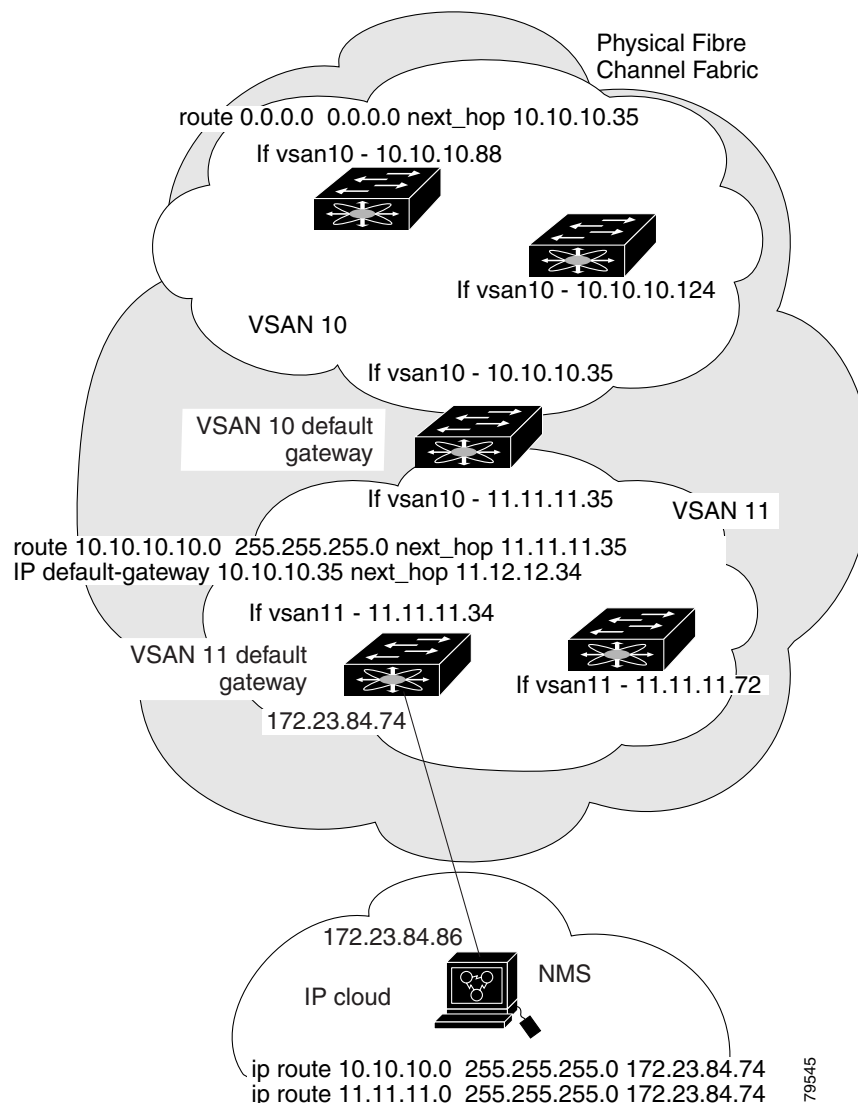 Physical Fibre
Channel Fabric
route 0.0.0.0 0.0.0.0 next_hop 10.10.10.35
If vsan10 - 10.10.10.88
If vsan10 - 10.10.10.124
VSAN 10
If vsan10 - 10.10.10.35
VSAN 10 default
gateway
If vsan10 - 11.11.11.35
VSAN 11
route 10.10.10.10.0 255.255.255.0 next_hop 11.11.11.35
IP default-gateway 10.10.10.35 next_hop 11.12.12.34
If vsan11 - 11.11.11.34
VSAN 11 default
gateway
If vsan11 - 11.11.11.72
172.23.84.74
172.23.84.86
NMS
IP cloud
ip route 10.10.10.0 255.255.255.0 172.23.84.74
ip route 11.11.11.0 255.255.255.0 172.23.84.74
79545